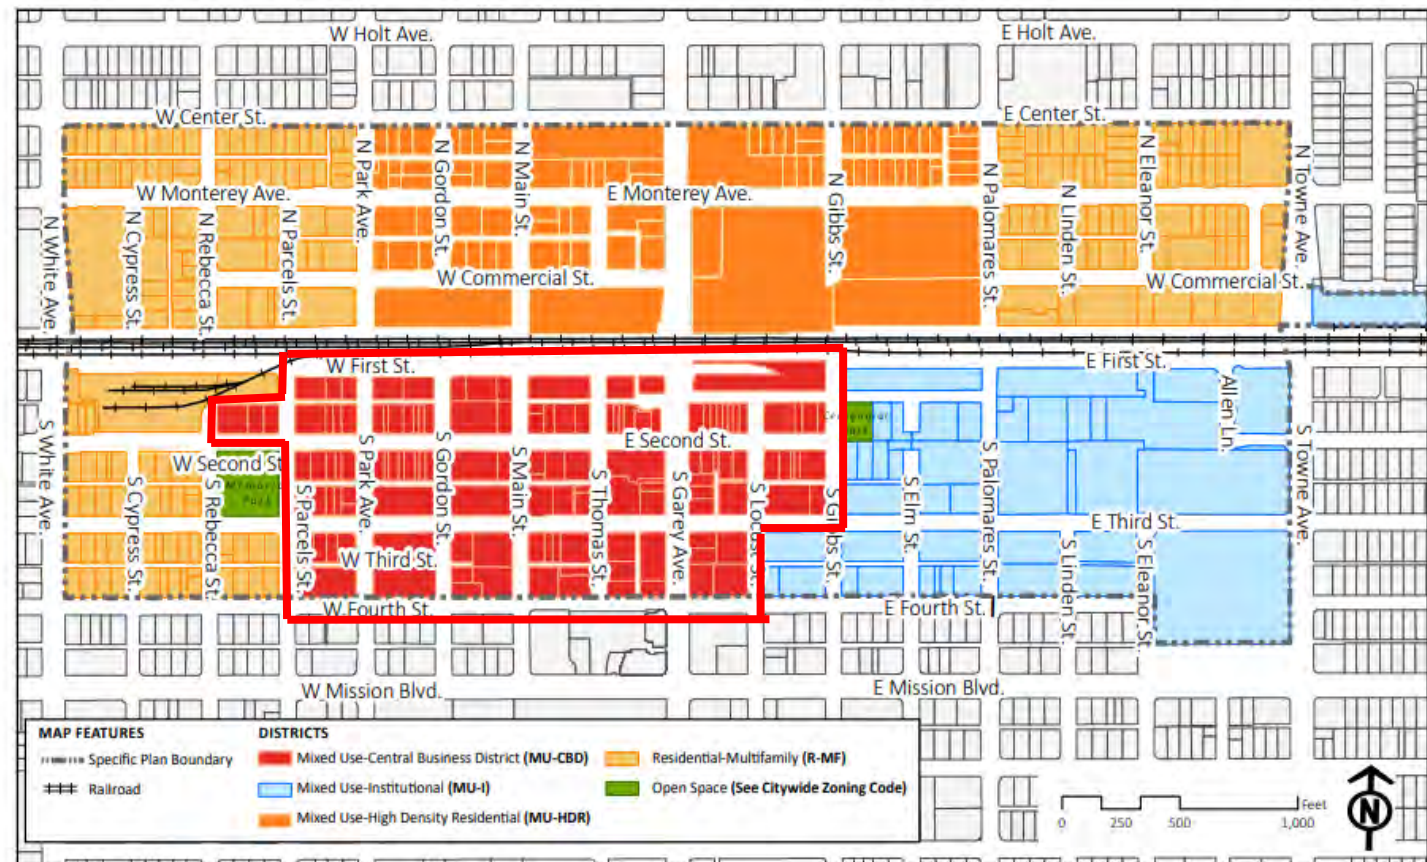 W Holt Ave.
E Holt Ave.
W Center St.
E Center St.
N White Ave.
N Cypress St.
N Rebecca St.
N Parcels St.
N Park Ave.
N Gordon St.
N Main St.
N Gibbs St.
N Palomares St.
N Linden St.
N Eleanor St.
N Towne Ave.
W Monterey Ave.
E Monterey Ave.
W Commercial St.
W Commercial St.
W First St.
E First St.
Allen Ln.
E Second St.
W Second St
Park
S White Ave.
S Cypress St.
S Rebecca St.
S Parcels St.
S Park Ave.
S Gordon St.
S Main St.
S Thomas St.
S Garey Ave.
S Locust St.
S Gibbs St.
S Elm St.
S Palomares St.
S Linden St.
S Eleanor St.
S Towne Ave.
W Third St.
E Third St.
W Fourth St.
E Fourth St.
W Mission Blvd.
E Mission Blvd.
MAP FEATURES
Specific Plan Boundary
Railroad
DISTRICTS
Mixed Use-Central Business District (MU-CBD)
Mixed Use-Institutional (MU-I)
Mixed Use-High Density Residential (MU-HDR)
Residential-Multifamily (R-MF)
Open Space (See Citywide Zoning Code)
Feet
0 250 500 1,000
N